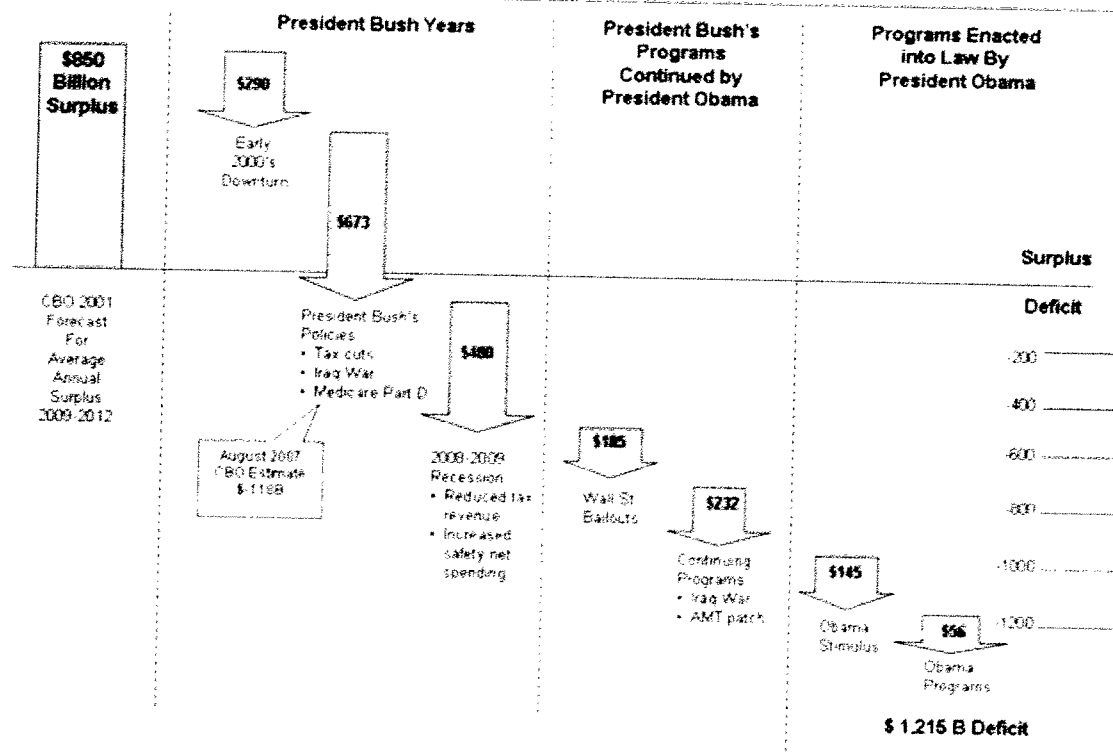 $850
Billion
Surplus
CBO 2001
Forecast
For
Average
Annual
Surplus
2009-2012
President Bush Years
$290
Early
2000's
Downturn
$673
President Bush's
Policies
• Tax cuts
• Iraq War
• Medicare Part D
August 2007
CBO Estimate
$480
2008-2009
Recession
• Reduced tax
revenue
• Increased
safety net
spending
President Bush's
Programs
Continued by
President Obama
$185
Wall St
Bailouts
$232
Continuing
Programs
• Iraq War
• AMT patch
Programs Enacted
into Law By
President Obama
Surplus
Deficit
-200
-400
-600
-800
-1000
-1200
$145
Obama
Stimulus
$56
Obama
Programs
$ 1,215 B Deficit